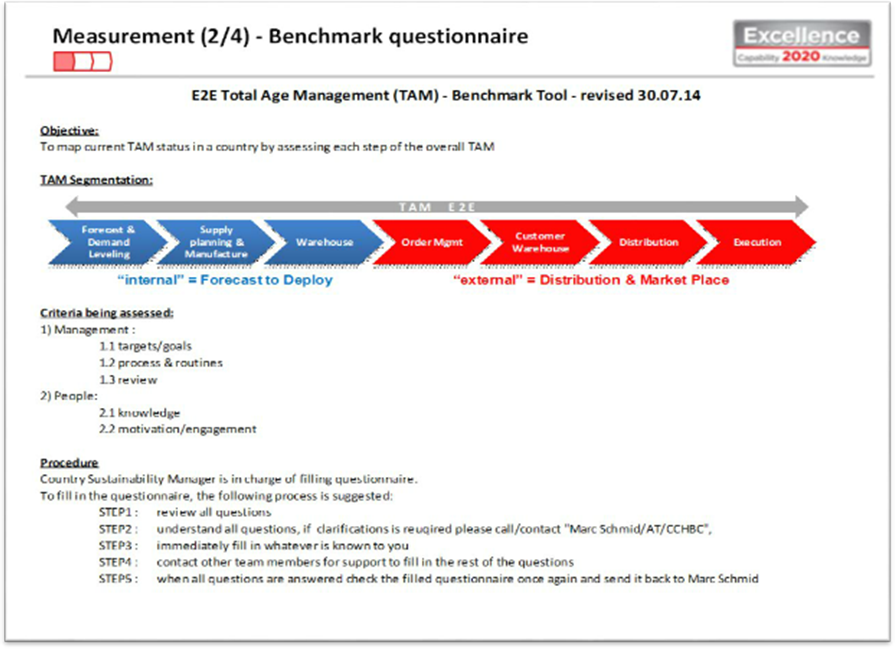 Measurement (2/4) - Benchmark questionnaire
Excellence
Capability 2020 Knowledge
E2E Total Age Management (TAM) - Benchmark Tool - revised 30.07.14
Objective:
To map current TAM status in a country by assessing each step of the overall TAM
TAM Segmentation:
TAM E2E
Forecast & Demand Leveling
Supply planning & Manufacture
Warehouse
Order Mgmt
Customer Warehouse
Distribution
Execution
"internal" = Forecast to Deploy
"external" = Distribution & Market Place
Criteria being assessed:
1) Management :
1.1 targets/goals
1.2 process & routines
1.3 review
2) People:
2.1 knowledge
2.2 motivation/engagement
Procedure
Country Sustainability Manager is in charge of filling questionnaire.
To fill in the questionnaire, the following process is suggested:
STEP1 : review all questions
STEP2 : understand all questions, if clarifications is reuqired please call/contact "Marc Schmid/AT/CCHBC",
STEP3 : immediately fill in whatever is known to you
STEP4 : contact other team members for support to fill in the rest of the questions
STEP5 : when all questions are answered check the filled questionnaire once again and send it back to Marc Schmid